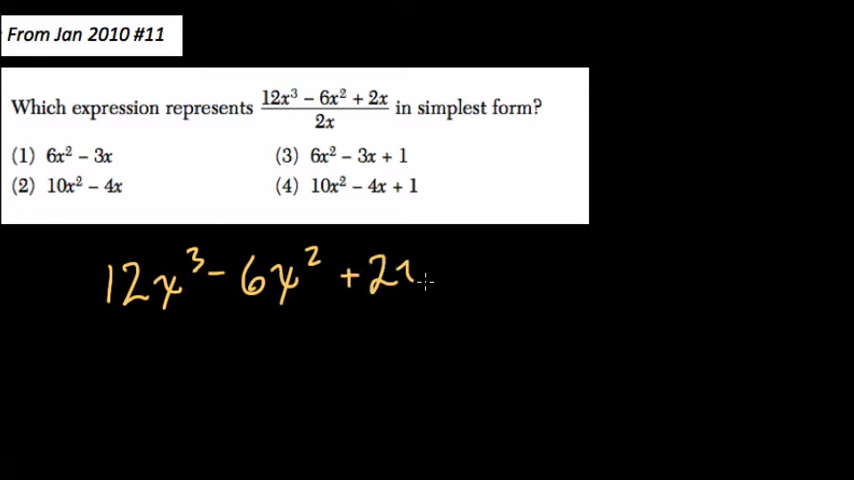 From Jan 2010 #11
Which expression represents (12x³ – 6x² + 2x)/(2x) in simplest form?
(1) 6x² – 3x (3) 6x² – 3x + 1
(2) 10x² – 4x (4) 10x² – 4x + 1
12x³ - 6x² + 2